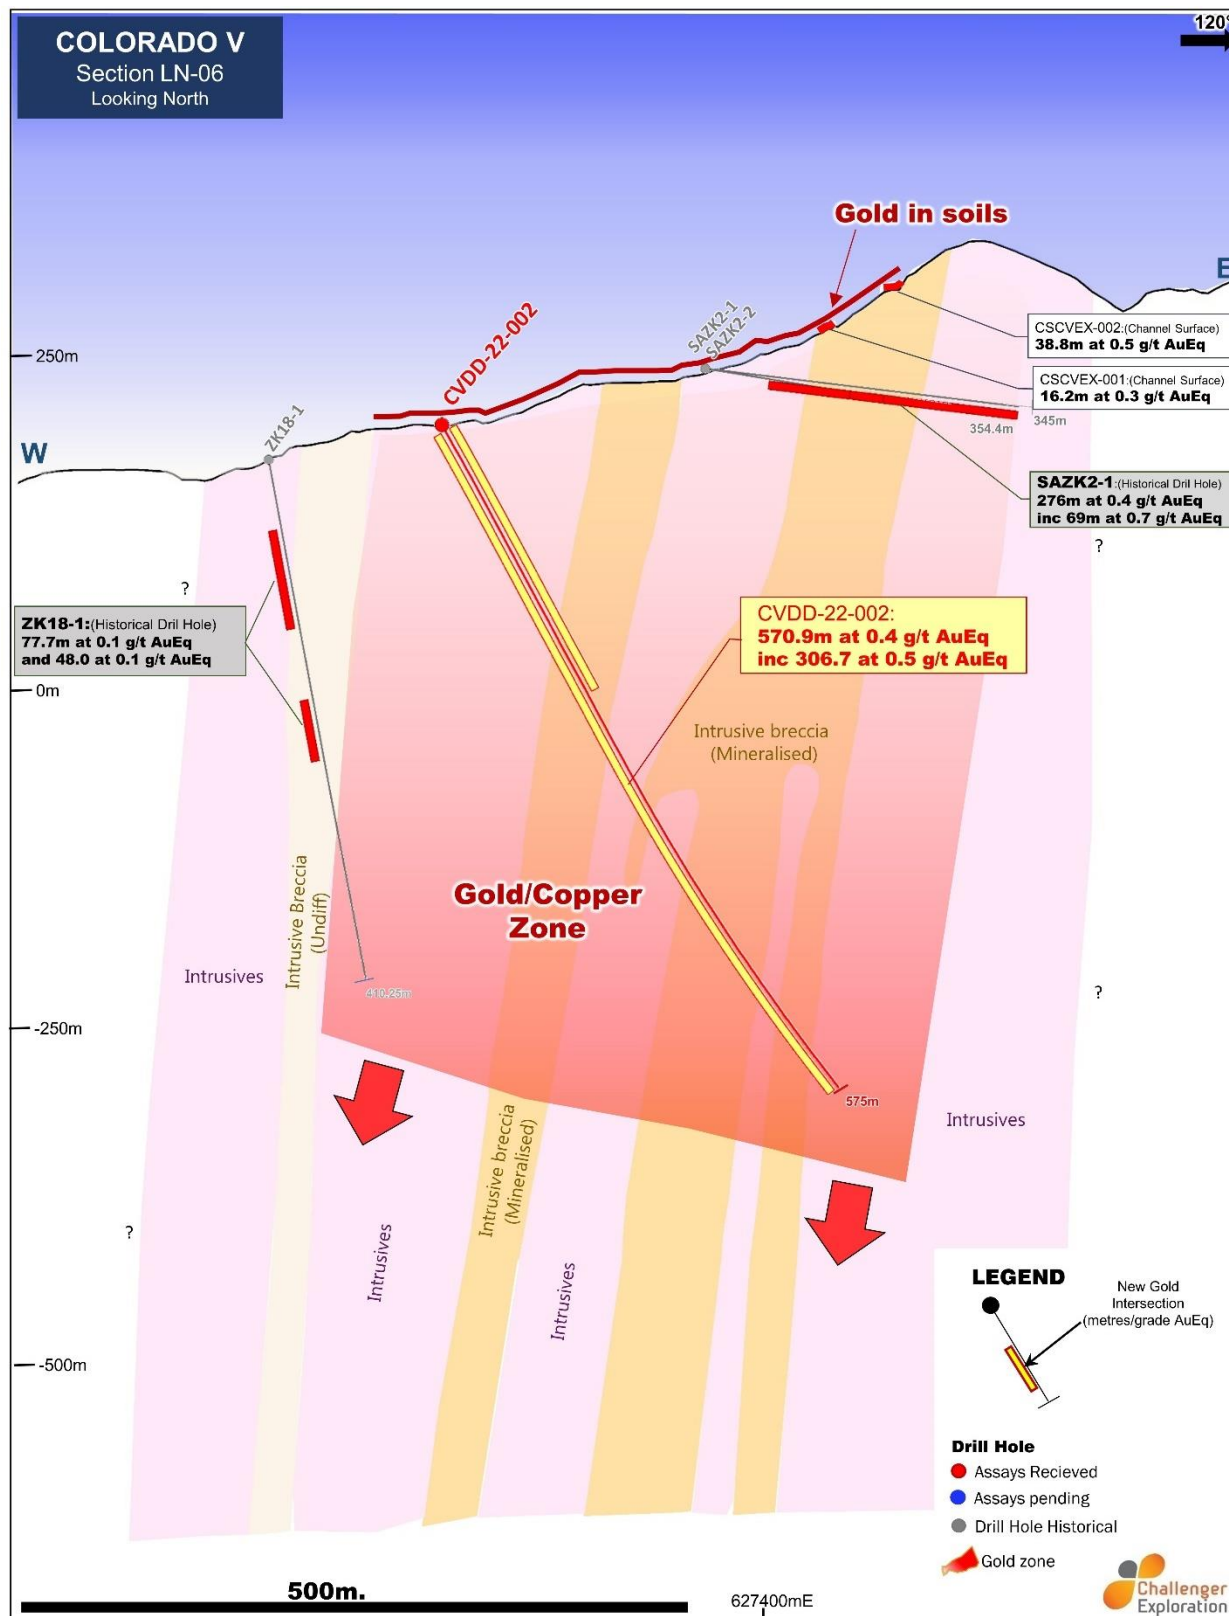 COLORADO V
Section LN-06
Looking North
120°
Gold in soils
E
CVDD-22-002
SAZK2-1
SAZK2-2
CSCVEX-002:(Channel Surface)
38.8m at 0.5 g/t AuEq
250m
CSCVEX-001:(Channel Surface)
16.2m at 0.3 g/t AuEq
ZK18-1
354.4m
345m
W
SAZK2-1:(Historical Drill Hole)
276m at 0.4 g/t AuEq
inc 69m at 0.7 g/t AuEq
?
?
ZK18-1:(Historical Drill Hole)
77.7m at 0.1 g/t AuEq
and 48.0 at 0.1 g/t AuEq
CVDD-22-002:
570.9m at 0.4 g/t AuEq
inc 306.7 at 0.5 g/t AuEq
0m
Intrusive breccia
(Mineralised)
Gold/Copper
Zone
Intrusive Breccia
(Undiff)
Intrusives
410.25m
?
-250m
575m
Intrusives
Intrusive breccia
(Mineralised)
?
Intrusives
Intrusives
-500m
LEGEND
New Gold
Intersection
(metres/grade AuEq)
Drill Hole
Assays Recieved
Assays pending
Drill Hole Historical
Gold zone
500m.
627400mE
Challenger
Exploration